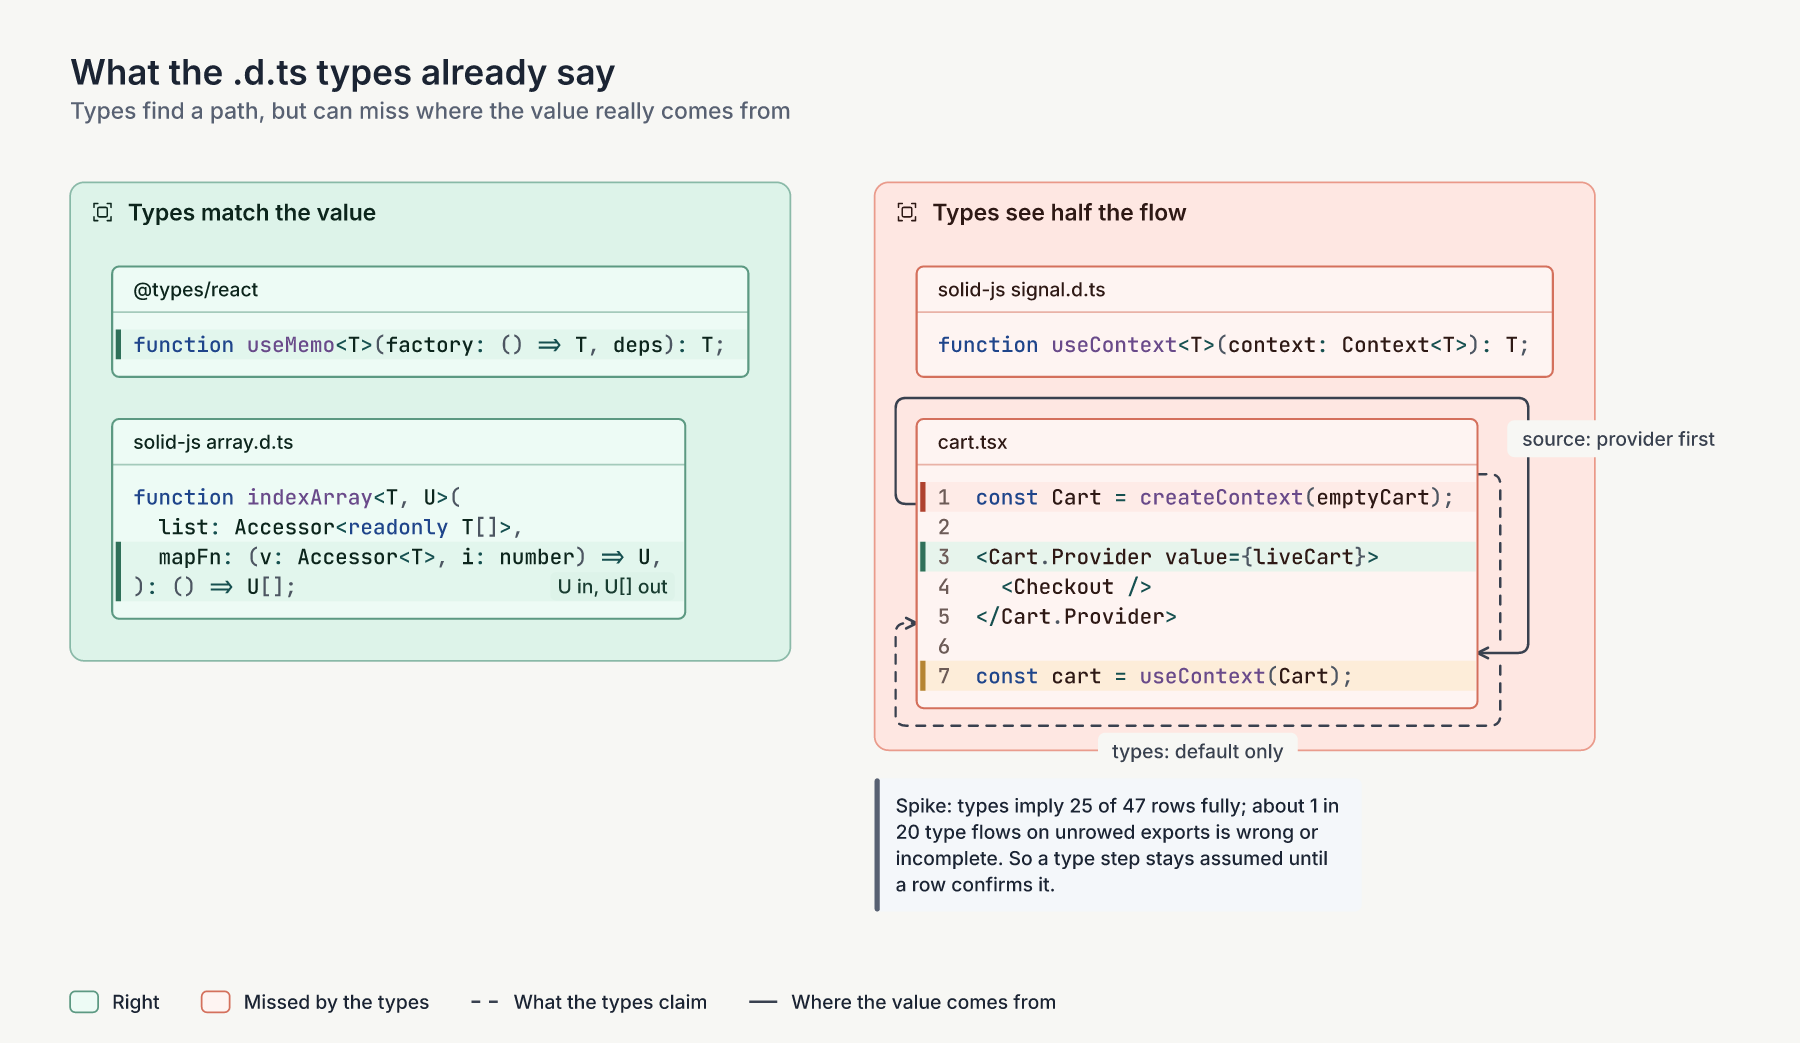 What the .d.ts types already say
Types find a path, but can miss where the value really comes from
Types match the value
@types/react
function useMemo<T>(factory: () => T, deps): T;
solid-js array.d.ts
function indexArray<T, U>(
  list: Accessor<readonly T[]>,
  mapFn: (v: Accessor<T>, i: number) => U,
): () => U[];
U in, U[] out
Types see half the flow
solid-js signal.d.ts
function useContext<T>(context: Context<T>): T;
cart.tsx
source: provider first
1 const Cart = createContext(emptyCart);
2
3 <Cart.Provider value={liveCart}>
4   <Checkout />
5 </Cart.Provider>
6
7 const cart = useContext(Cart);
types: default only
Spike: types imply 25 of 47 rows fully; about 1 in
20 type flows on unrowed exports is wrong or
incomplete. So a type step stays assumed until
a row confirms it.
Right
Missed by the types
What the types claim
Where the value comes from